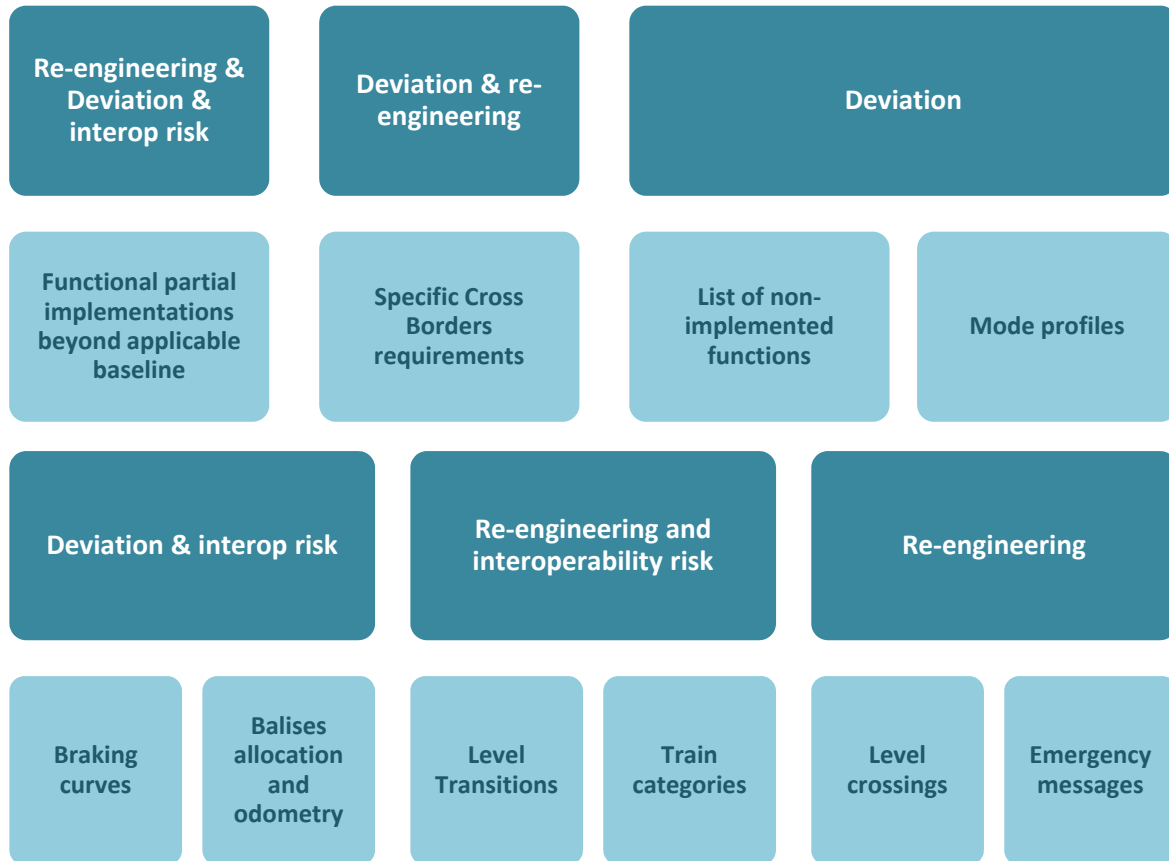 Re-engineering &
Deviation &
interop risk
Deviation & re-
engineering
Deviation
Functional partial
implementations
beyond applicable
baseline
Specific Cross
Borders
requirements
List of non-
implemented
functions
Mode profiles
Deviation & interop risk
Re-engineering and
interoperability risk
Re-engineering
Braking
curves
Balises
allocation
and
odometry
Level
Transitions
Train
categories
Level
crossings
Emergency
messages